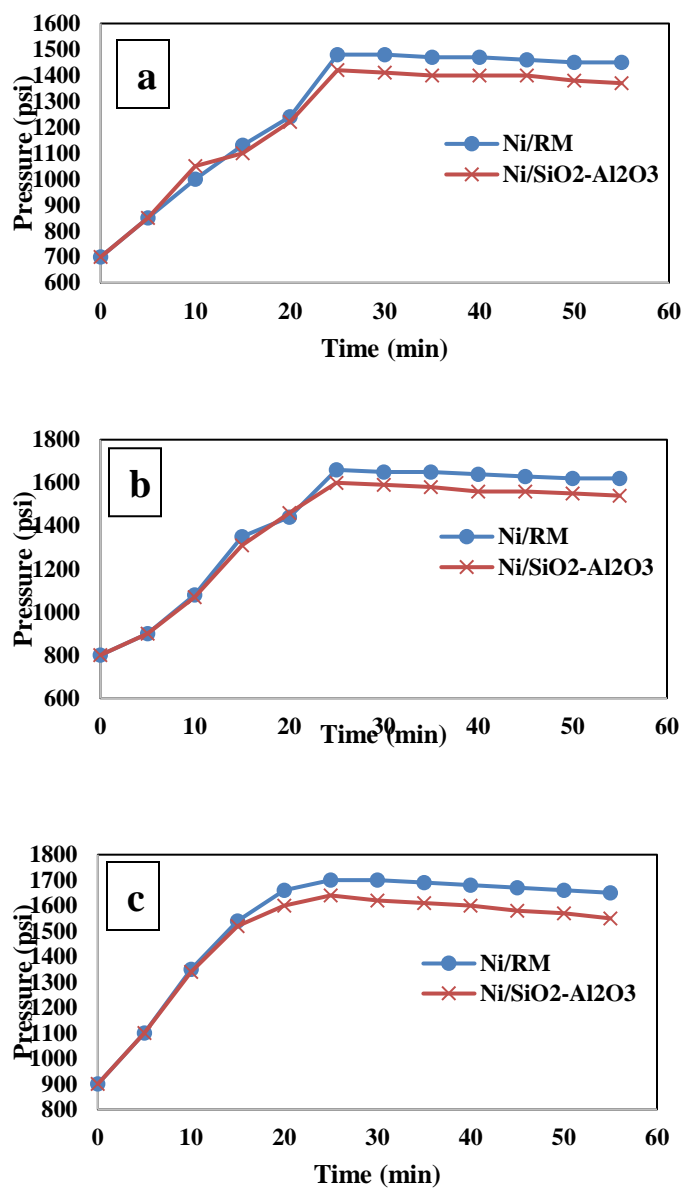 1600
1500
1400
1300
1200
1100
1000
900
800
700
600
Pressure (psi)
a
Ni/RM
Ni/SiO2-Al2O3
0 10 20 30 40 50 60
Time (min)
1800
1600
1400
1200
1000
800
600
Pressure (psi)
b
Ni/RM
Ni/SiO2-Al2O3
0 10 20 30 40 50 60
Time (min)
1800
1700
1600
1500
1400
1300
1200
1100
1000
900
800
Pressure (psi)
c
Ni/RM
Ni/SiO2-Al2O3
0 10 20 30 40 50 60
Time (min)